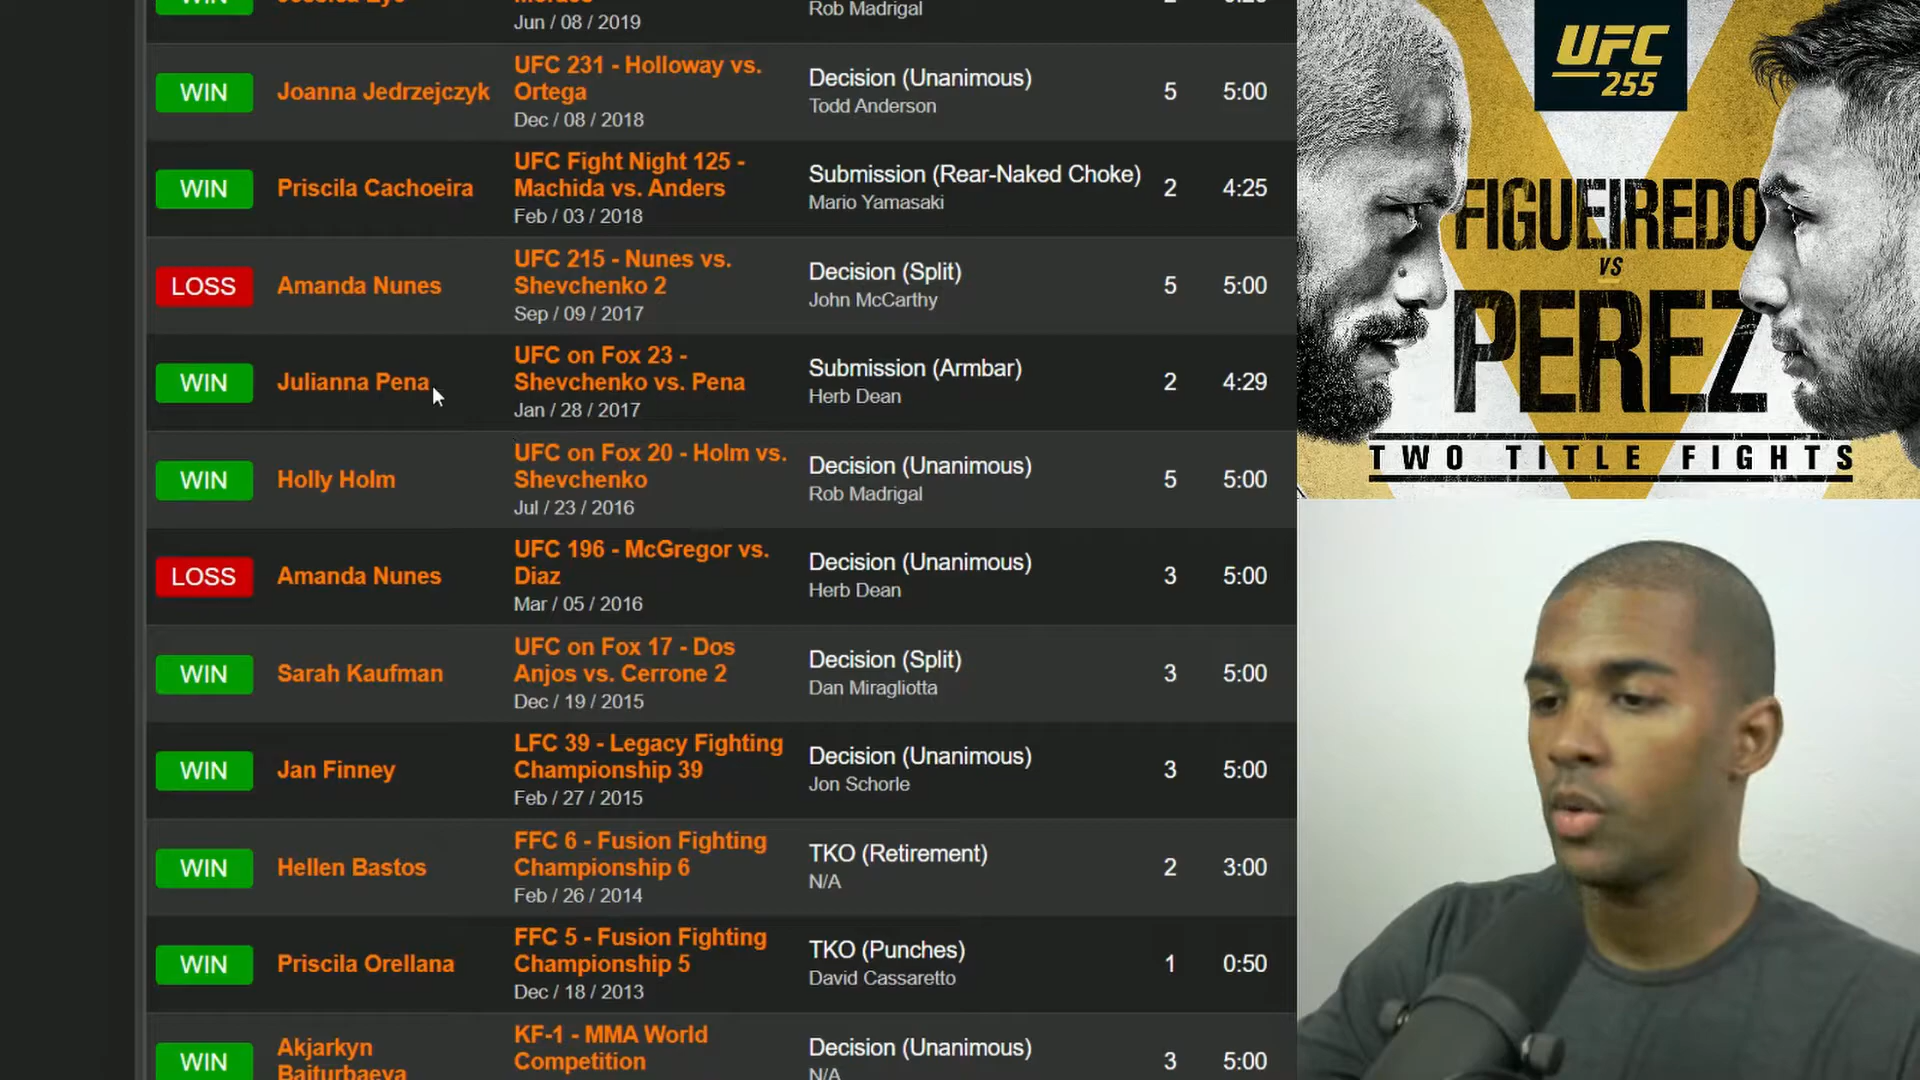 WIN
Rob Madrigal
Jun / 08 / 2019
WIN Joanna Jedrzejczyk UFC 231 - Holloway vs. Decision (Unanimous) 5 5:00
Ortega Todd Anderson
Dec / 08 / 2018
WIN Priscila Cachoeira UFC Fight Night 125 - Submission (Rear-Naked Choke) 2 4:25
Machida vs. Anders Mario Yamasaki
Feb / 03 / 2018
LOSS Amanda Nunes UFC 215 - Nunes vs. Decision (Split) 5 5:00
Shevchenko 2 John McCarthy
Sep / 09 / 2017
WIN Julianna Pena UFC on Fox 23 - Submission (Armbar) 2 4:29
Shevchenko vs. Pena Herb Dean
Jan / 28 / 2017
WIN Holly Holm UFC on Fox 20 - Holm vs. Decision (Unanimous) 5 5:00
Shevchenko Rob Madrigal
Jul / 23 / 2016
LOSS Amanda Nunes UFC 196 - McGregor vs. Decision (Unanimous) 3 5:00
Diaz Herb Dean
Mar / 05 / 2016
WIN Sarah Kaufman UFC on Fox 17 - Dos Decision (Split) 3 5:00
Anjos vs. Cerrone 2 Dan Miragliotta
Dec / 19 / 2015
WIN Jan Finney LFC 39 - Legacy Fighting Decision (Unanimous) 3 5:00
Championship 39 Jon Schorle
Feb / 27 / 2015
WIN Hellen Bastos FFC 6 - Fusion Fighting TKO (Retirement) 2 3:00
Championship 6 N/A
Feb / 26 / 2014
WIN Priscila Orellana FFC 5 - Fusion Fighting TKO (Punches) 1 0:50
Championship 5 David Cassaretto
Dec / 18 / 2013
WIN Akjarkyn KF-1 - MMA World Decision (Unanimous) 3 5:00
Baiturbaeva Competition N/A
UFC
255
FIGUEIREDO
VS
PEREZ
TWO TITLE FIGHTS